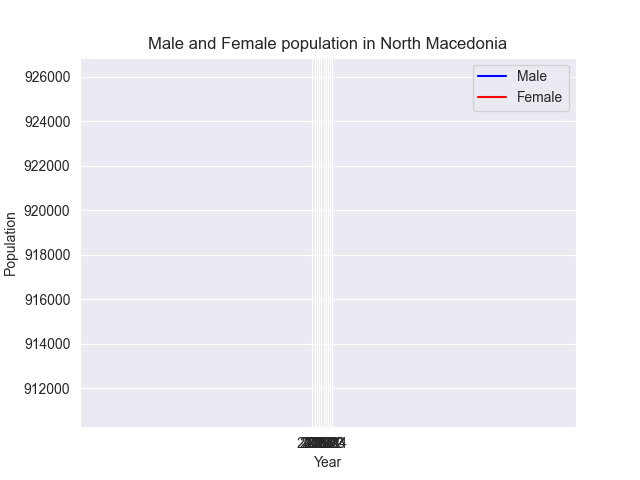 Male and Female population in North Macedonia
Male
Female
926000
924000
922000
920000
918000
916000
914000
912000
Population
Year